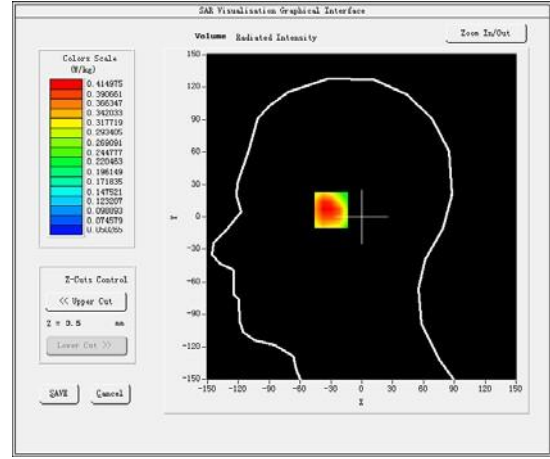 SAR Visualisation Graphical Interface
Volume Radiated Intensity
Zoom In/Out
Colors Scale
(W/kg)
0.414975
0.390661
0.366347
0.342033
0.317719
0.293405
0.269091
0.244777
0.220463
0.196149
0.171835
0.147521
0.123207
0.098893
0.074579
0.050265
Z-Cuts Control
<< Upper Cut
Z = 3.5 mm
Lower Cut >>
SAVE
Cancel
150
120
90
60
30
0
-30
-60
-90
-120
-150
Y
-150 -120 -90 -60 -30 0 30 60 90 120 150
X